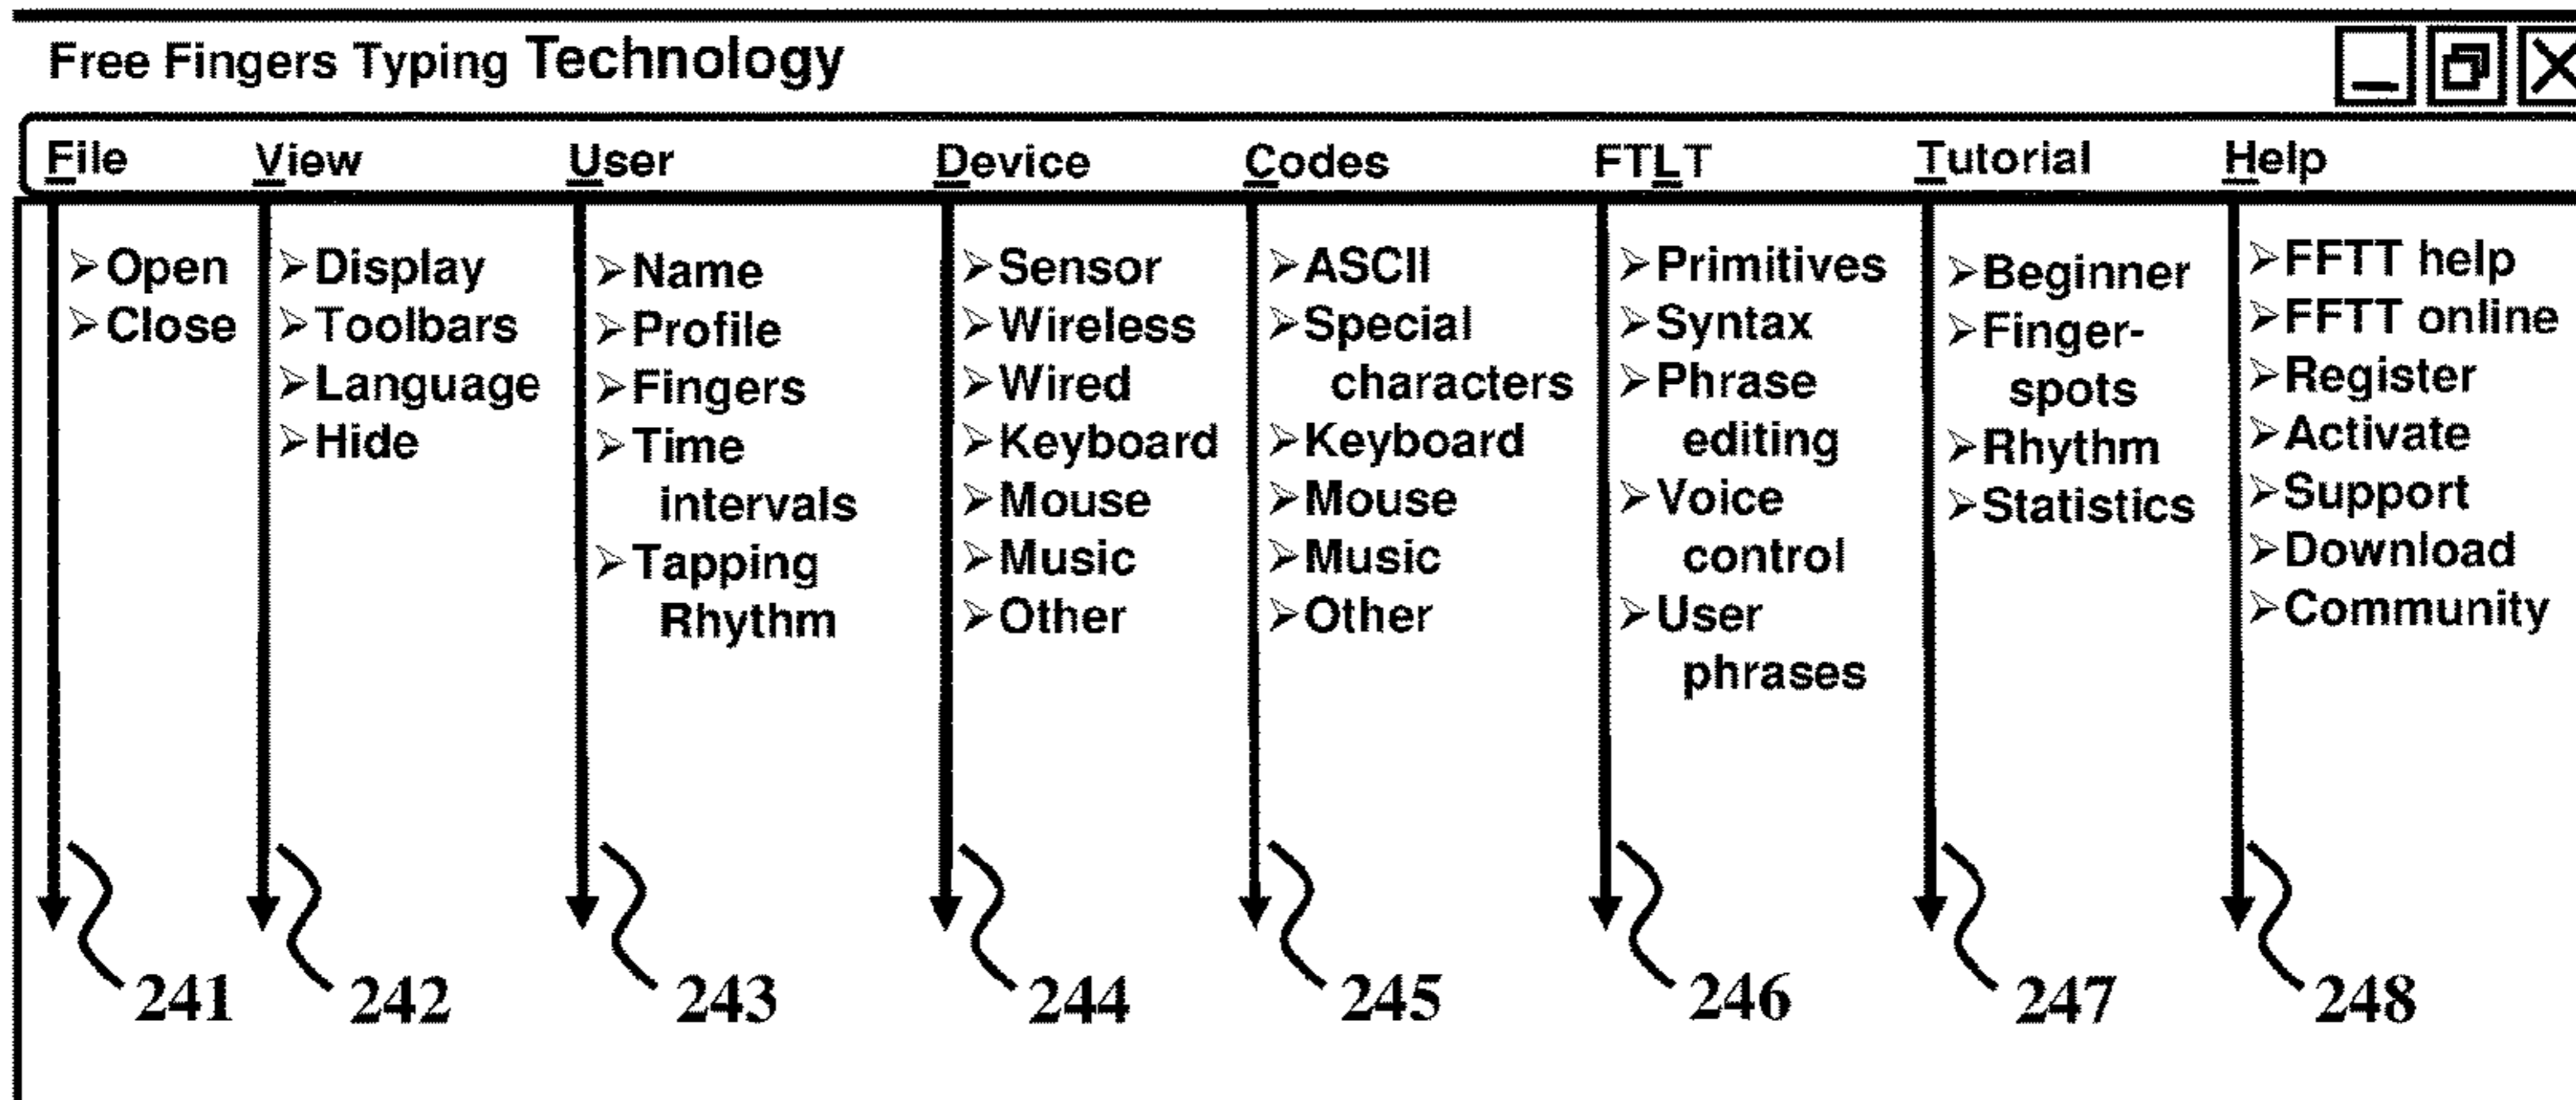 Free Fingers Typing Technology
File View User Device Codes FTLT Tutorial Help
➢Open
➢Close
➢Display
➢Toolbars
➢Language
➢Hide
➢Name
➢Profile
➢Fingers
➢Time
intervals
➢Tapping
Rhythm
➢Sensor
➢Wireless
➢Wired
➢Keyboard
➢Mouse
➢Music
➢Other
➢ASCII
➢Special
characters
➢Keyboard
➢Mouse
➢Music
➢Other
➢Primitives
➢Syntax
➢Phrase
editing
➢Voice
control
➢User
phrases
➢Beginner
➢Finger-
spots
➢Rhythm
➢Statistics
➢FFTT help
➢FFTT online
➢Register
➢Activate
➢Support
➢Download
➢Community
241 242 243 244 245 246 247 248